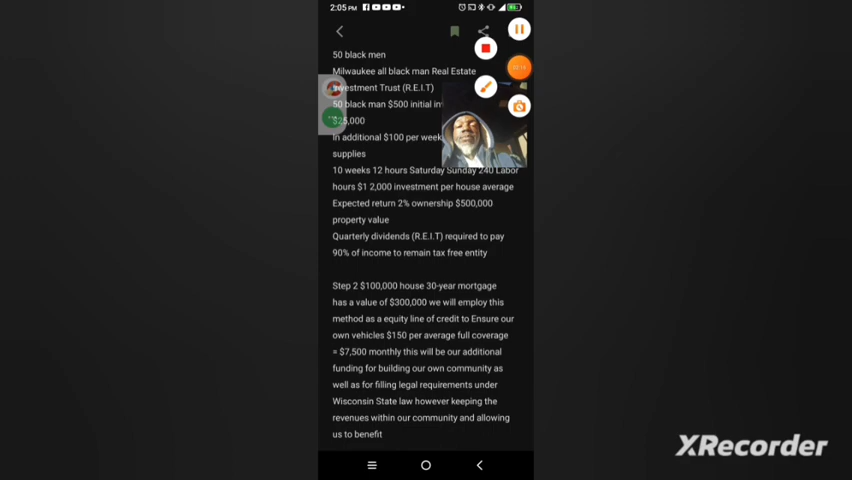 2:05 PM
50 black men
Milwaukee all black man Real Estate
Investment Trust (R.E.I.T)
50 black man $500 initial in
$25,000
In additional $100 per week
supplies
10 weeks 12 hours Saturday Sunday 240 Labor
hours $1 2,000 investment per house average
Expected return 2% ownership $500,000
property value
Quarterly dividends (R.E.I.T) required to pay
90% of income to remain tax free entity
Step 2 $100,000 house 30-year mortgage
has a value of $300,000 we will employ this
method as a equity line of credit to Ensure our
own vehicles $150 per average full coverage
= $7,500 monthly this will be our additional
funding for building our own community as
well as for filling legal requirements under
Wisconsin State law however keeping the
revenues within our community and allowing
us to benefit
XRecorder